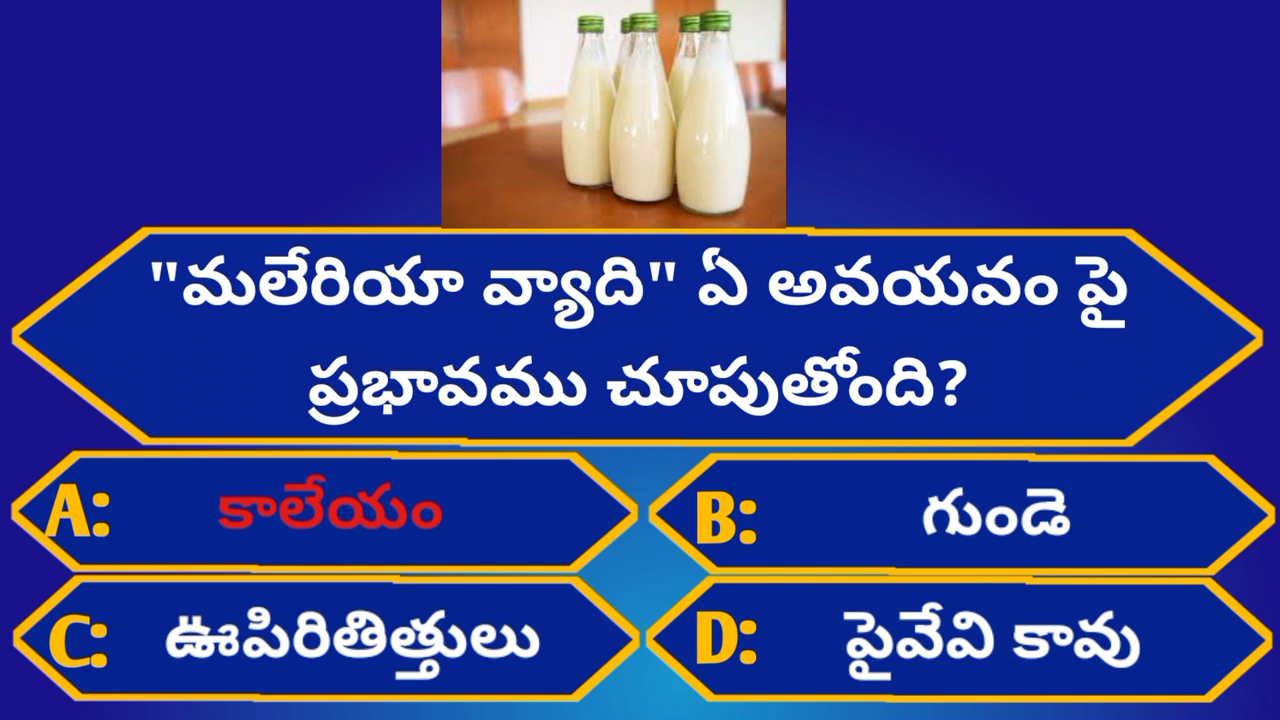 "మలేరియా వ్యాది" ఏ అవయవం పై
ప్రభావము చూపుతోంది?
A: కాలేయం
B: గుండె
C: ఊపిరితిత్తులు
D: పైవేవి కావు